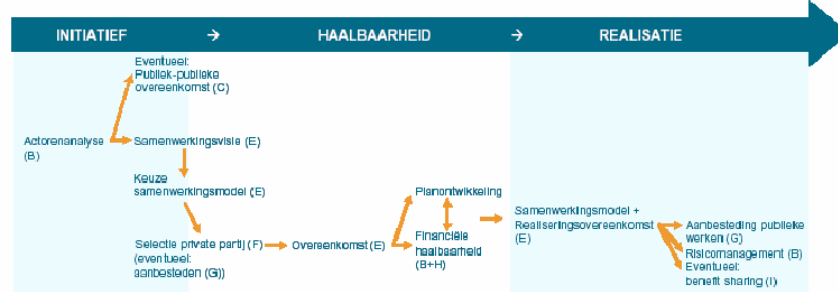 INITIATIEF → HAALBAARHEID → REALISATIE
Eventueel:
Publiek-publieke
overeenkomst (C)
Actorenanalyse
(B)
Samenwerkingsvisie (E)
Keuze
samenwerkingsmodel (E)
Selectie private partij (F)
(eventueel:
aanbesteden (G))
Overeenkomst (E)
Planontwikkeling
Financiële
haalbaarheid
(B+H)
Samenwerkingsmodel +
Realiseringsovereenkomst
(E)
Aanbesteding publieke
werken (G)
Risicomanagement (B)
Eventueel:
benefit sharing (I)